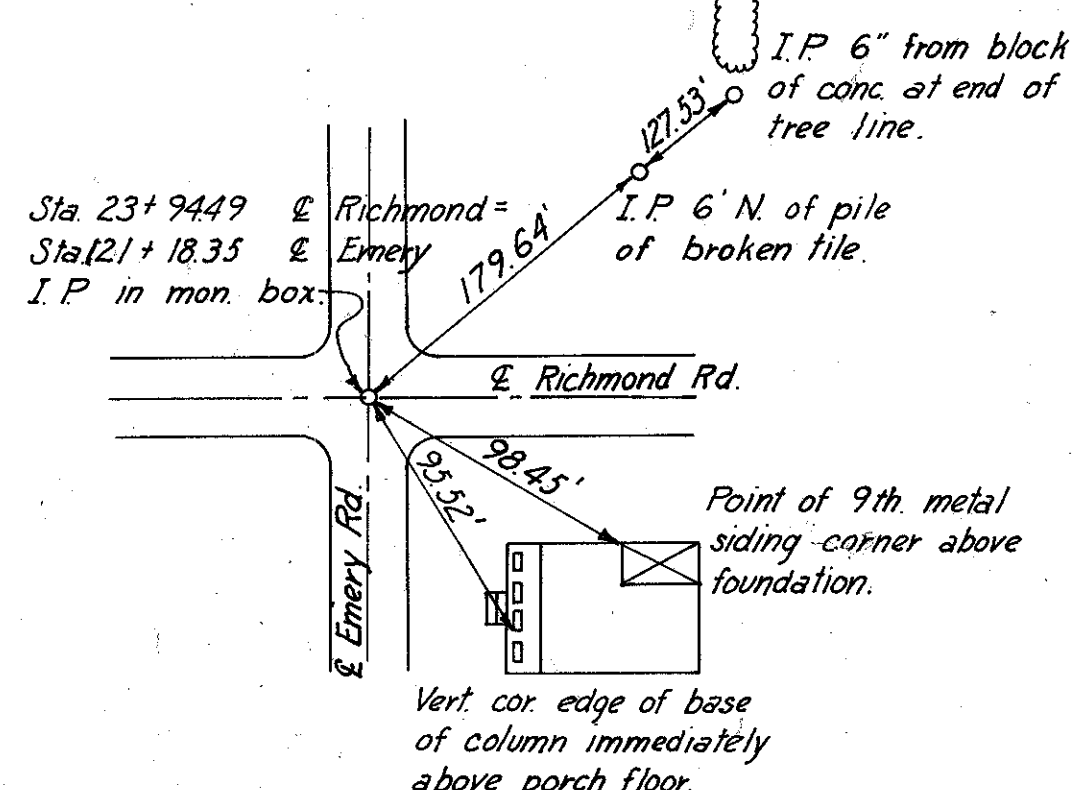 I.P. 6" from block
of conc. at end of
tree line.
127.53'
Sta. 23+94.49 ℄ Richmond =
Sta. 121+18.35 ℄ Emery
I.P. in mon. box.
I.P. 6' N. of pile
of broken tile.
179.64'
℄ Richmond Rd.
98.45'
95.52'
℄ Emery Rd.
Point of 9th. metal
siding corner above
foundation.
Vert. cor. edge of base
of column immediately
above porch floor.